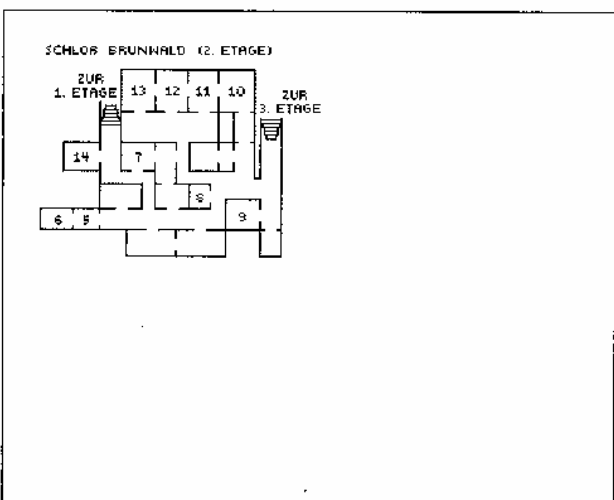 SCHLOR BRUNWALD (2. ETAGE)
ZUR
1. ETAGE
13 12 11 10
ZUR
3. ETAGE
14 7
8
6 5 9